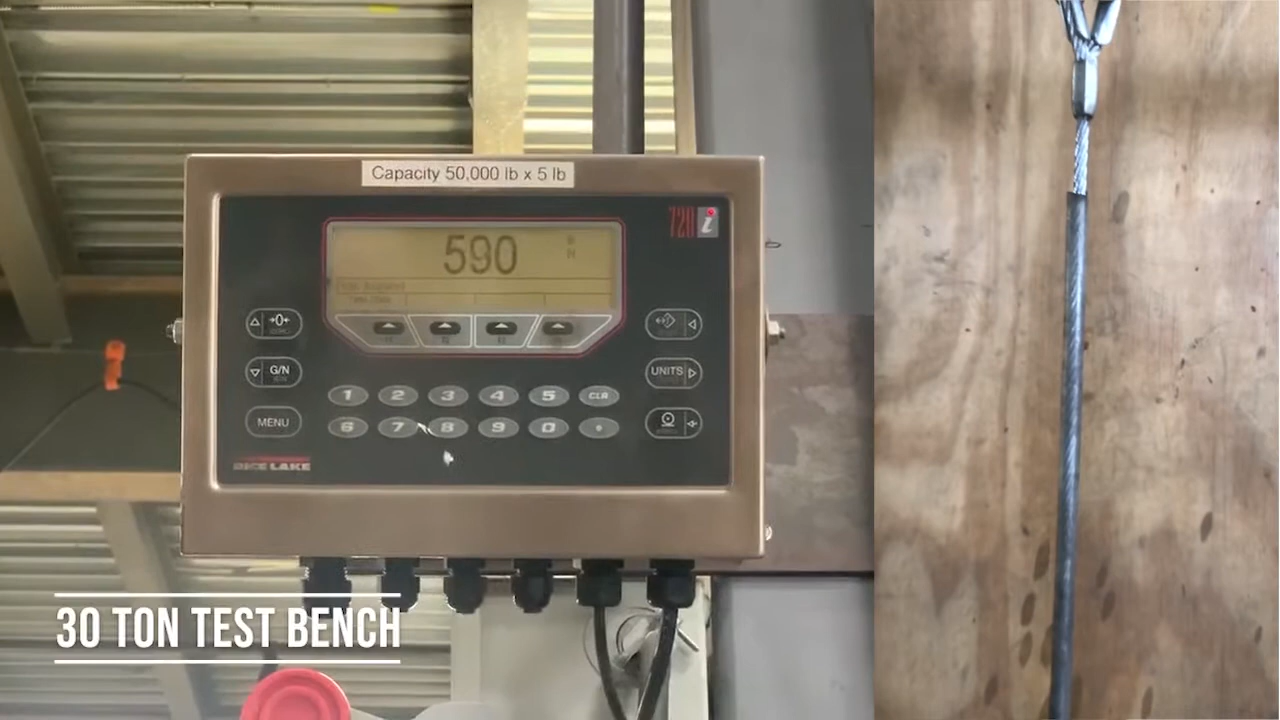 Capacity 50,000 lb x 5 lb
720i
590
→0←
G/N
UNITS
MENU
1 2 3 4 5 CLR
6 7 8 9 0
RICE LAKE
30 TON TEST BENCH